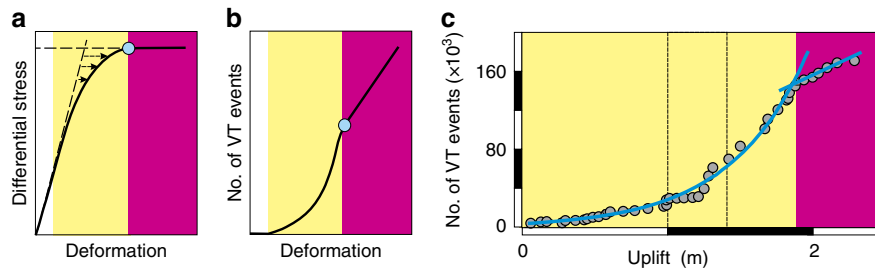 a
Differential stress
Deformation
b
No. of VT events
Deformation
c
No. of VT events (×10³)
160
80
0
0
2
Uplift (m)